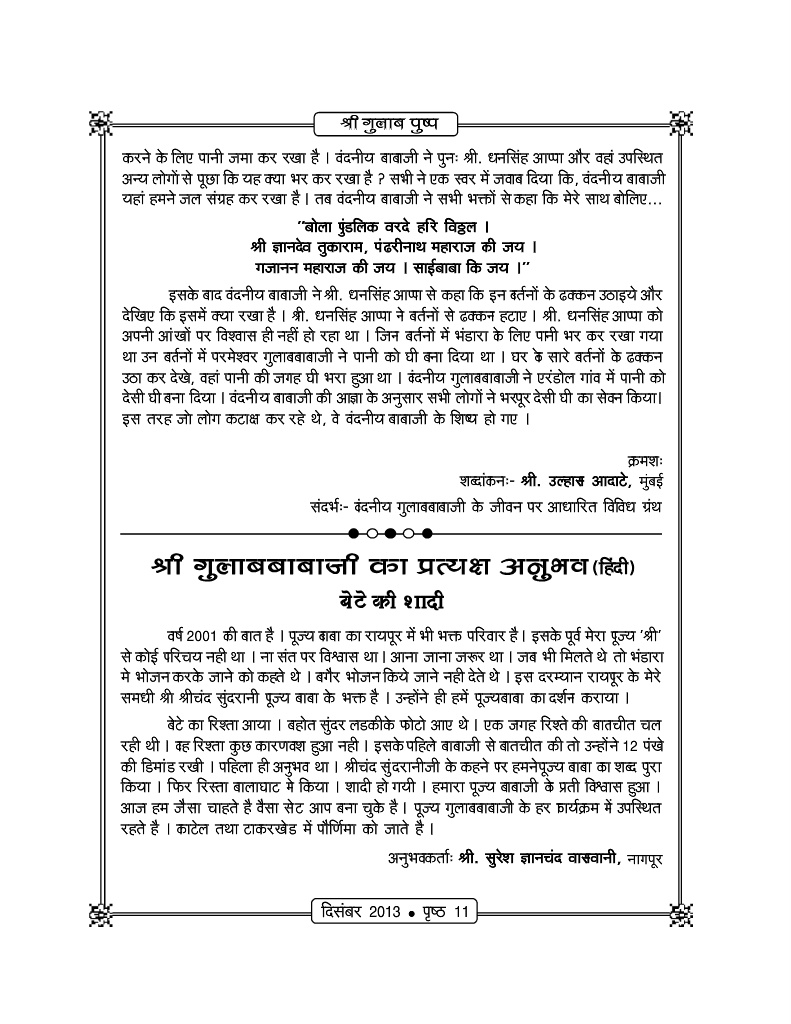 श्री गुलाब पुष्प
करने के लिए पानी जमा कर रखा है । वंदनीय बाबाजी ने पुनः श्री. धनसिंह आप्पा और वहां उपस्थित
अन्य लोगों से पूछा कि यह क्या भर कर रखा है ? सभी ने एक स्वर में जवाब दिया कि, वंदनीय बाबाजी
यहां हमने जल संग्रह कर रखा है । तब वंदनीय बाबाजी ने सभी भक्तों से कहा कि मेरे साथ बोलिए...
"बोला पुंडलिक वरदे हरि विठ्ठल ।
श्री ज्ञानदेव तुकाराम, पंढरीनाथ महाराज की जय ।
गजानन महाराज की जय । साईबाबा कि जय ।"
इसके बाद वंदनीय बाबाजी ने श्री. धनसिंह आप्पा से कहा कि इन बर्तनों के ढक्कन उठाइये और
देखिए कि इसमें क्या रखा है । श्री. धनसिंह आप्पा ने बर्तनों से ढक्कन हटाए । श्री. धनसिंह आप्पा को
अपनी आंखों पर विश्वास ही नहीं हो रहा था । जिन बर्तनों में भंडारा के लिए पानी भर कर रखा गया
था उन बर्तनों में परमेश्वर गुलाबबाबाजी ने पानी को घी बना दिया था । घर के सारे बर्तनों के ढक्कन
उठा कर देखे, वहां पानी की जगह घी भरा हुआ था । वंदनीय गुलाबबाबाजी ने एरंडोल गांव में पानी को
देसी घी बना दिया । वंदनीय बाबाजी की आज्ञा के अनुसार सभी लोगों ने भरपूर देसी घी का सेवन किया।
इस तरह जो लोग कटाक्ष कर रहे थे, वे वंदनीय बाबाजी के शिष्य हो गए ।
क्रमशः
शब्दांकनः- श्री. उल्हास आदाटे, मुंबई
संदर्भः- वंदनीय गुलाबबाबाजी के जीवन पर आधारित विविध ग्रंथ
श्री गुलाबबाबाजी का प्रत्यक्ष अनुभव (हिंदी)
बेटे की शादी
वर्ष 2001 की बात है । पूज्य बाबा का रायपूर में भी भक्त परिवार है । इसके पूर्व मेरा पूज्य 'श्री'
से कोई परिचय नही था । ना संत पर विश्वास था । आना जाना जरूर था । जब भी मिलते थे तो भंडारा
मे भोजन करके जाने को कहते थे । बगैर भोजन किये जाने नही देते थे । इस दरम्यान रायपूर के मेरे
समधी श्री श्रीचंद सुंदरानी पूज्य बाबा के भक्त है । उन्होंने ही हमें पूज्यबाबा का दर्शन कराया ।
बेटे का रिश्ता आया । बहोत सुंदर लडकीके फोटो आए थे । एक जगह रिश्ते की बातचीत चल
रही थी । वह रिश्ता कुछ कारणवश हुआ नही । इसके पहिले बाबाजी से बातचीत की तो उन्होंने 12 पंखे
की डिमांड रखी । पहिला ही अनुभव था । श्रीचंद सुंदरानीजी के कहने पर हमनेपूज्य बाबा का शब्द पुरा
किया । फिर रिस्ता बालाघाट मे किया । शादी हो गयी । हमारा पूज्य बाबाजी के प्रती विश्वास हुआ ।
आज हम जैसा चाहते है वैसा सेट आप बना चुके है । पूज्य गुलाबबाबाजी के हर कार्यक्रम में उपस्थित
रहते है । काटेल तथा टाकरखेड में पौर्णिमा को जाते है ।
अनुभवकर्ताः श्री. सुरेश ज्ञानचंद वासवानी, नागपूर
दिसंबर 2013 ● पृष्ठ 11